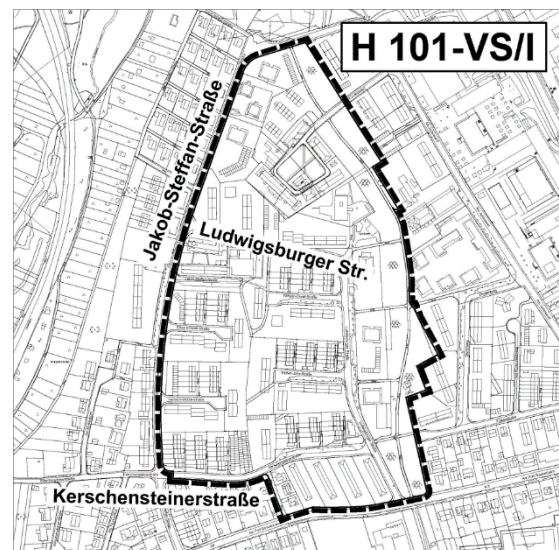 H 101-VS/I
Jakob-Steffan-Straße
Ludwigsburger Str.
Kerschensteinerstraße